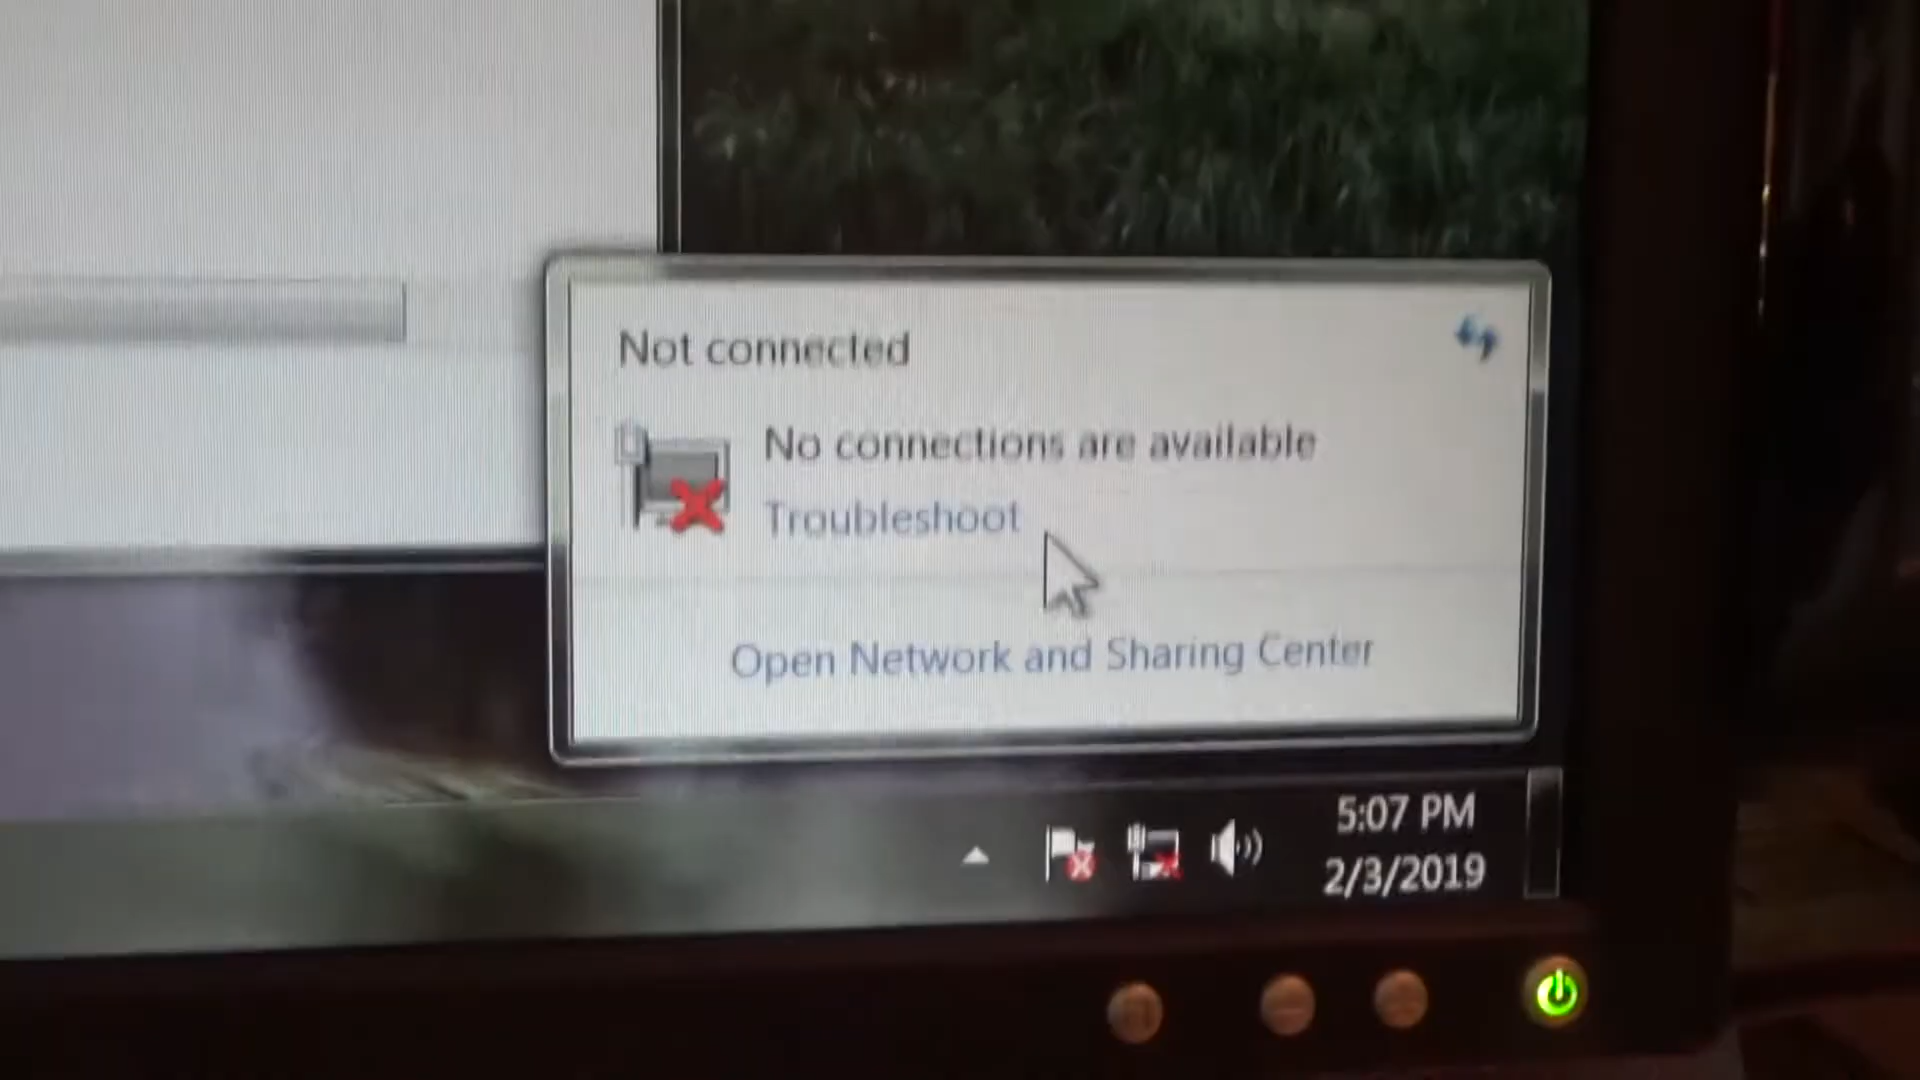 Not connected
No connections are available
Troubleshoot
Open Network and Sharing Center
5:07 PM
2/3/2019